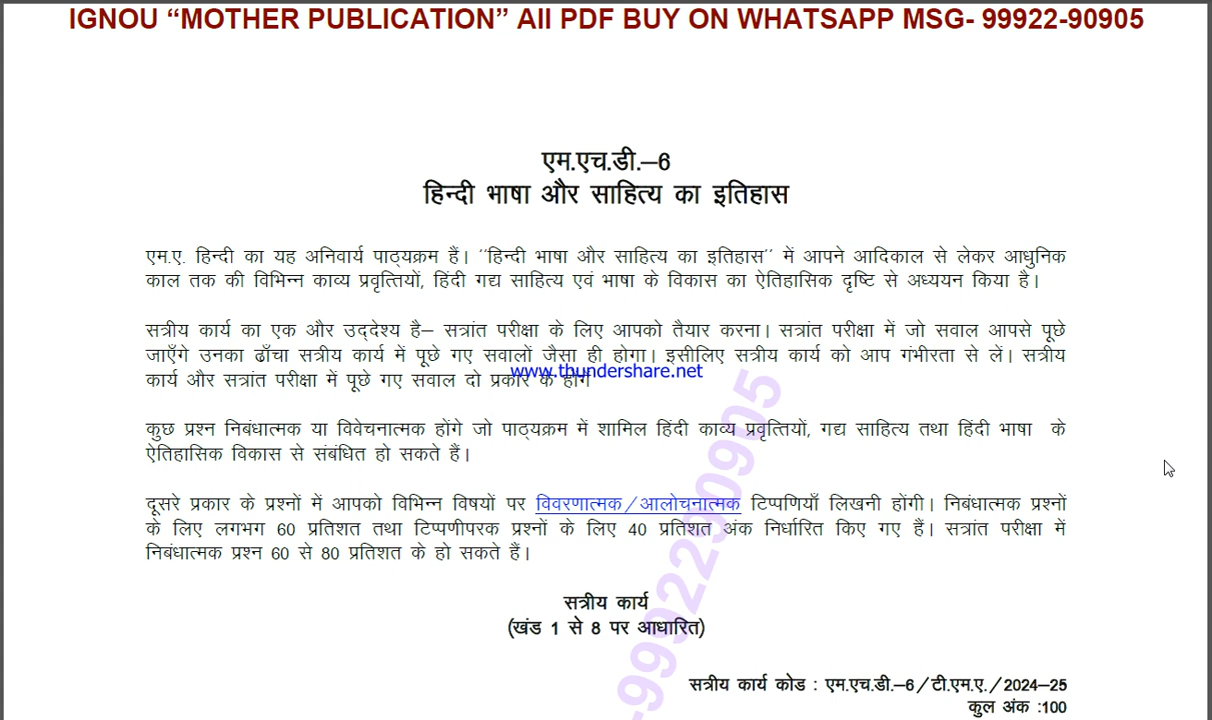 IGNOU “MOTHER PUBLICATION” All PDF BUY ON WHATSAPP MSG- 99922-90905
एम.एच.डी.–6
हिन्दी भाषा और साहित्य का इतिहास
एम.ए. हिन्दी का यह अनिवार्य पाठ्यक्रम हैं। ‘‘हिन्दी भाषा और साहित्य का इतिहास’’ में आपने आदिकाल से लेकर आधुनिक
काल तक की विभिन्न काव्य प्रवृत्तियों, हिंदी गद्य साहित्य एवं भाषा के विकास का ऐतिहासिक दृष्टि से अध्ययन किया है।
सत्रीय कार्य का एक और उद्देश्य है– सत्रांत परीक्षा के लिए आपको तैयार करना। सत्रांत परीक्षा में जो सवाल आपसे पूछे
जाएँगे उनका ढाँचा सत्रीय कार्य में पूछे गए सवालों जैसा ही होगा। इसीलिए सत्रीय कार्य को आप गंभीरता से लें। सत्रीय
कार्य और सत्रांत परीक्षा में पूछे गए सवाल दो प्रकार के होंगे
www.thundershare.net
कुछ प्रश्न निबंधात्मक या विवेचनात्मक होंगे जो पाठ्यक्रम में शामिल हिंदी काव्य प्रवृत्तियों, गद्य साहित्य तथा हिंदी भाषा के
ऐतिहासिक विकास से संबंधित हो सकते हैं।
दूसरे प्रकार के प्रश्नों में आपको विभिन्न विषयों पर विवरणात्मक/आलोचनात्मक टिप्पणियाँ लिखनी होंगी। निबंधात्मक प्रश्नों
के लिए लगभग 60 प्रतिशत तथा टिप्पणीपरक प्रश्नों के लिए 40 प्रतिशत अंक निर्धारित किए गए हैं। सत्रांत परीक्षा में
निबंधात्मक प्रश्न 60 से 80 प्रतिशत के हो सकते हैं।
सत्रीय कार्य
(खंड 1 से 8 पर आधारित)
सत्रीय कार्य कोड : एम.एच.डी.–6/टी.एम.ए./2024–25
कुल अंक :100
-9992290905